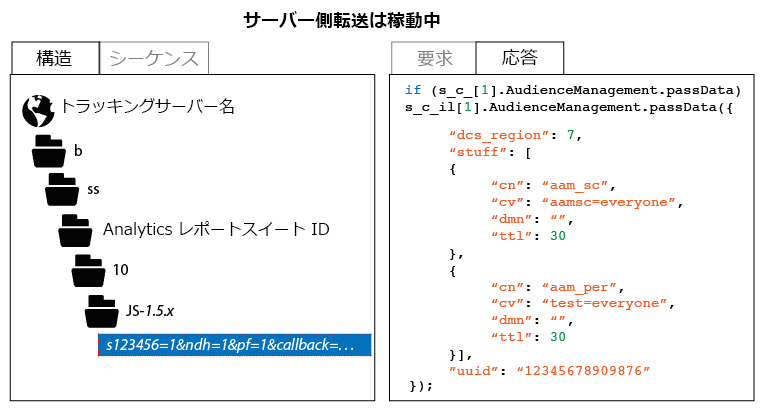 サーバー側転送は稼動中
構造
シーケンス
トラッキングサーバー名
b
ss
Analytics レポートスイート ID
10
JS-1.5.x
s123456=1&ndh=1&pf=1&callback=...
要求
応答
if (s_c_[1].AudienceManagement.passData)
s_c_il[1].AudienceManagement.passData({
“dcs_region”: 7,
“stuff”: [
{
“cn”: “aam_sc”,
“cv”: “aamsc=everyone”,
“dmn”: “”,
“ttl”: 30
},
{
“cn”: “aam_per”,
“cv”: “test=everyone”,
“dmn”: “”,
“ttl”: 30
}],
”uuid”: “12345678909876”
});